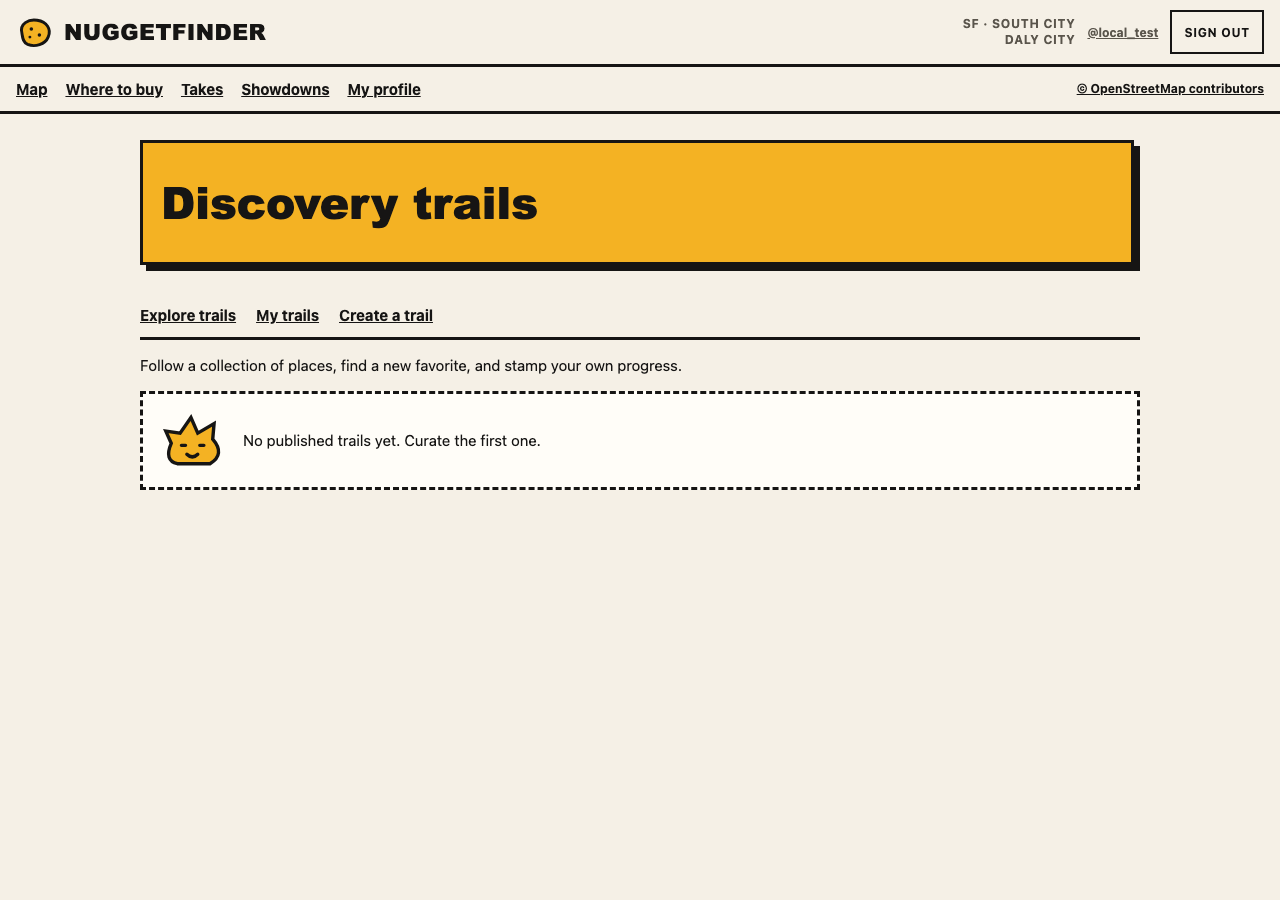 NUGGETFINDER
SF · SOUTH CITY
DALY CITY
@local_test
SIGN OUT
Map
Where to buy
Takes
Showdowns
My profile
© OpenStreetMap contributors
Discovery trails
Explore trails
My trails
Create a trail
Follow a collection of places, find a new favorite, and stamp your own progress.
No published trails yet. Curate the first one.